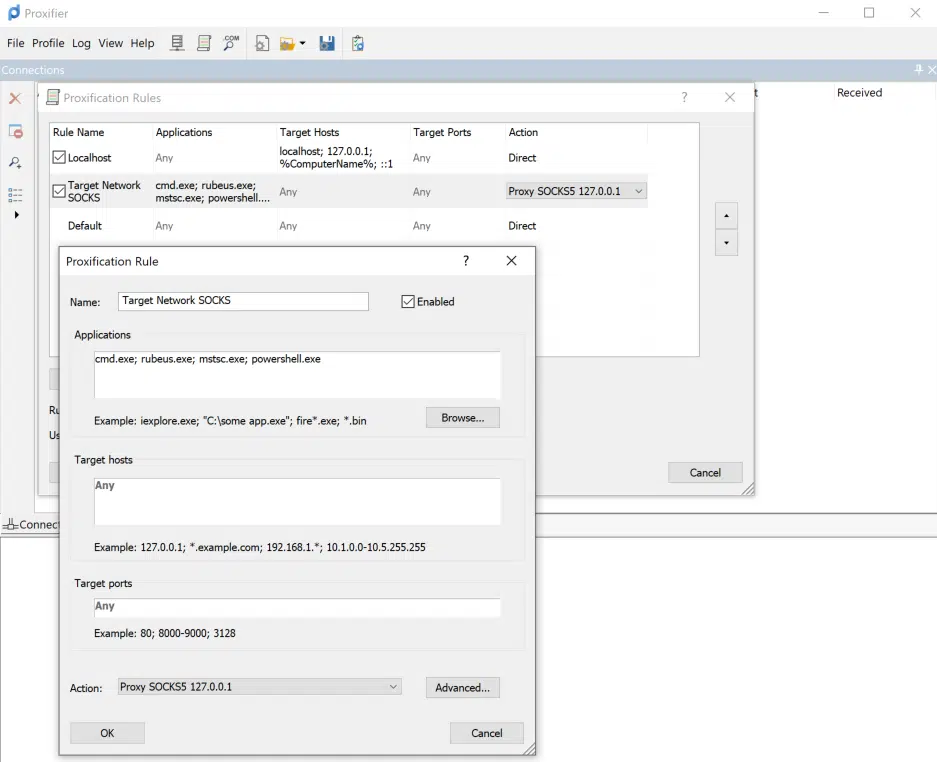 Proxifier
File Profile Log View Help
Connections
Received
Proxification Rules
Rule Name Applications Target Hosts Target Ports Action
Localhost Any localhost; 127.0.0.1; %ComputerName%; ::1 Any Direct
Target Network SOCKS cmd.exe; rubeus.exe; mstsc.exe; powershell.... Any Any Proxy SOCKS5 127.0.0.1
Default Any Any Any Direct
Cancel
Proxification Rule
Name: Target Network SOCKS Enabled
Applications
cmd.exe; rubeus.exe; mstsc.exe; powershell.exe
Example: iexplore.exe; "C:\some app.exe"; fire*.exe; *.bin
Browse...
Target hosts
Any
Example: 127.0.0.1; *.example.com; 192.168.1.*; 10.1.0.0-10.5.255.255
Target ports
Any
Example: 80; 8000-9000; 3128
Action: Proxy SOCKS5 127.0.0.1 Advanced...
OK Cancel